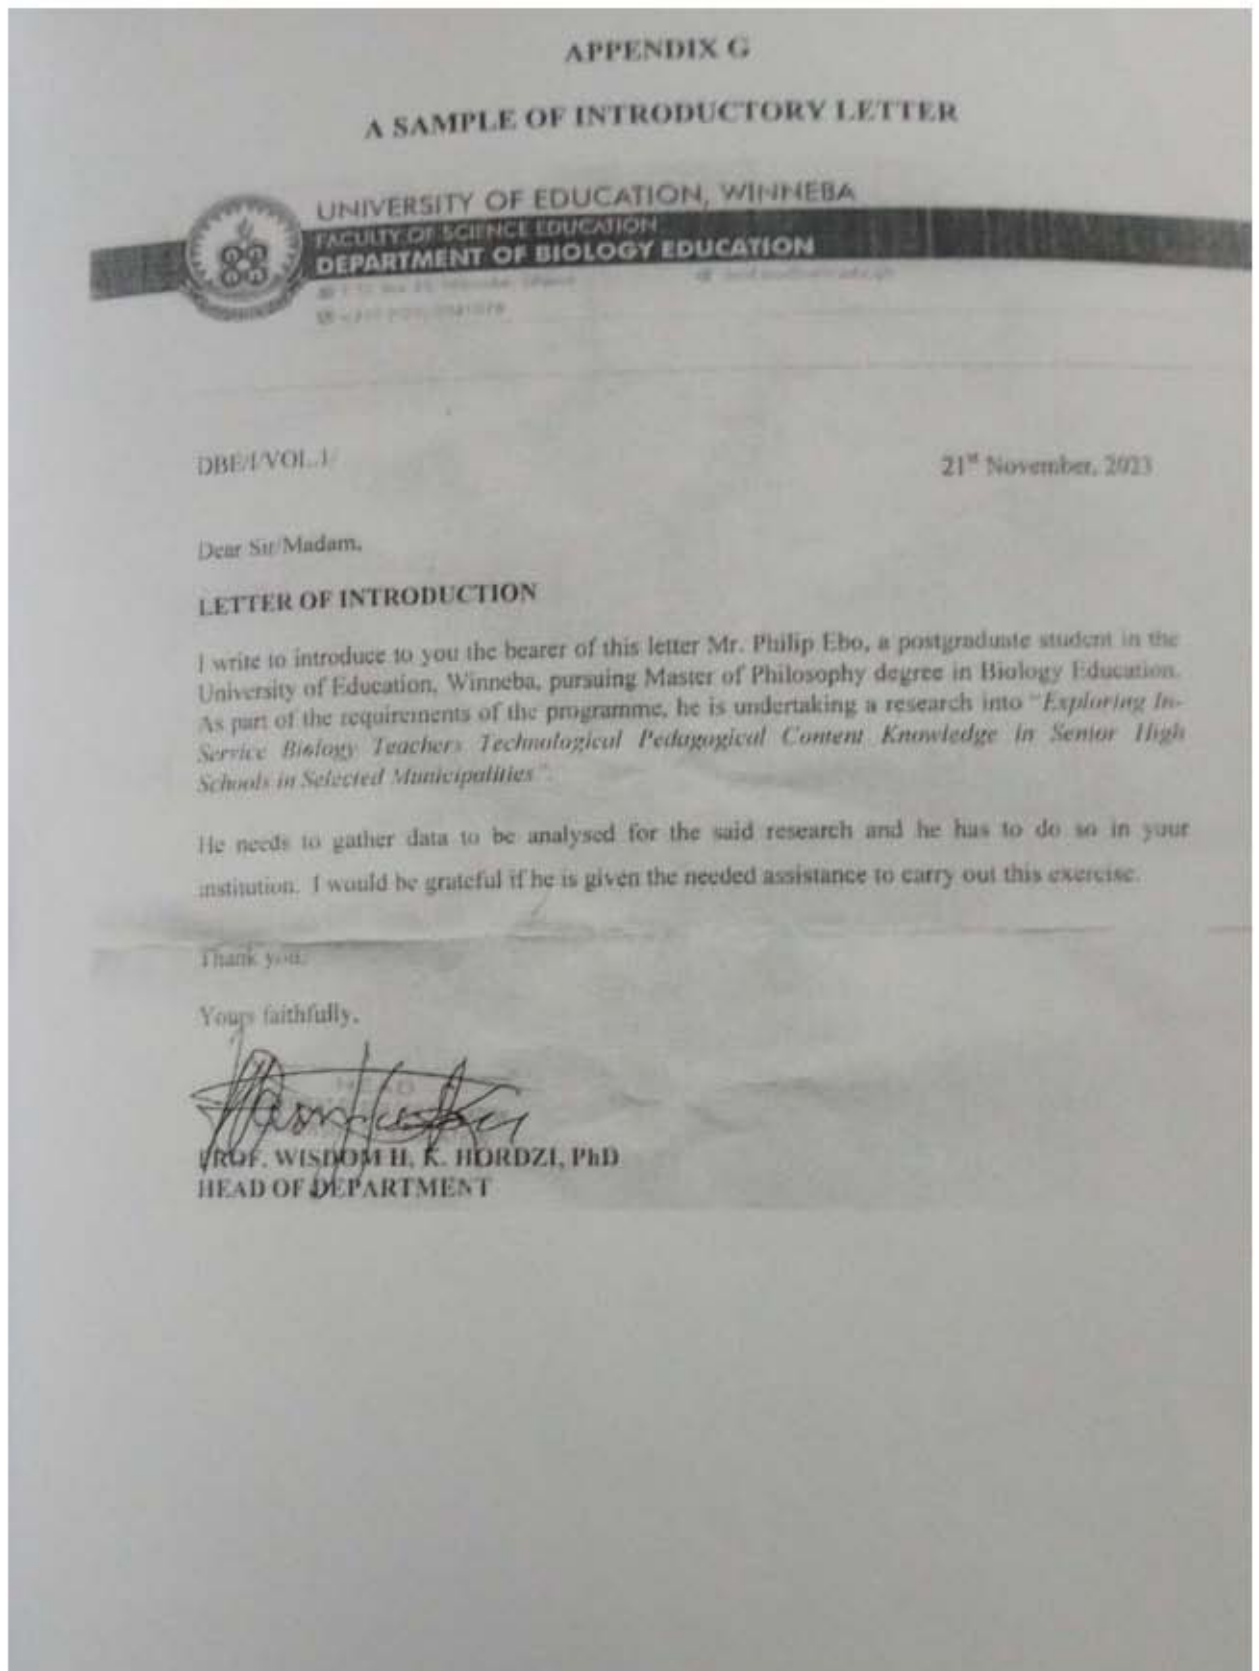 APPENDIX G
A SAMPLE OF INTRODUCTORY LETTER
UNIVERSITY OF EDUCATION, WINNEBA
FACULTY OF SCIENCE EDUCATION
DEPARTMENT OF BIOLOGY EDUCATION
DBE/I/VOL.1/
21st November, 2023
Dear Sir/Madam,
LETTER OF INTRODUCTION
I write to introduce to you the bearer of this letter Mr. Philip Ebo, a postgraduate student in the
University of Education, Winneba, pursuing Master of Philosophy degree in Biology Education.
As part of the requirements of the programme, he is undertaking a research into "Exploring In-
Service Biology Teachers Technological Pedagogical Content Knowledge in Senior High
Schools in Selected Municipalities".
He needs to gather data to be analysed for the said research and he has to do so in your
institution. I would be grateful if he is given the needed assistance to carry out this exercise.
Thank you.
Yours faithfully,
HEAD
PROF. WISDOM H. K. HORDZI, PhD
HEAD OF DEPARTMENT